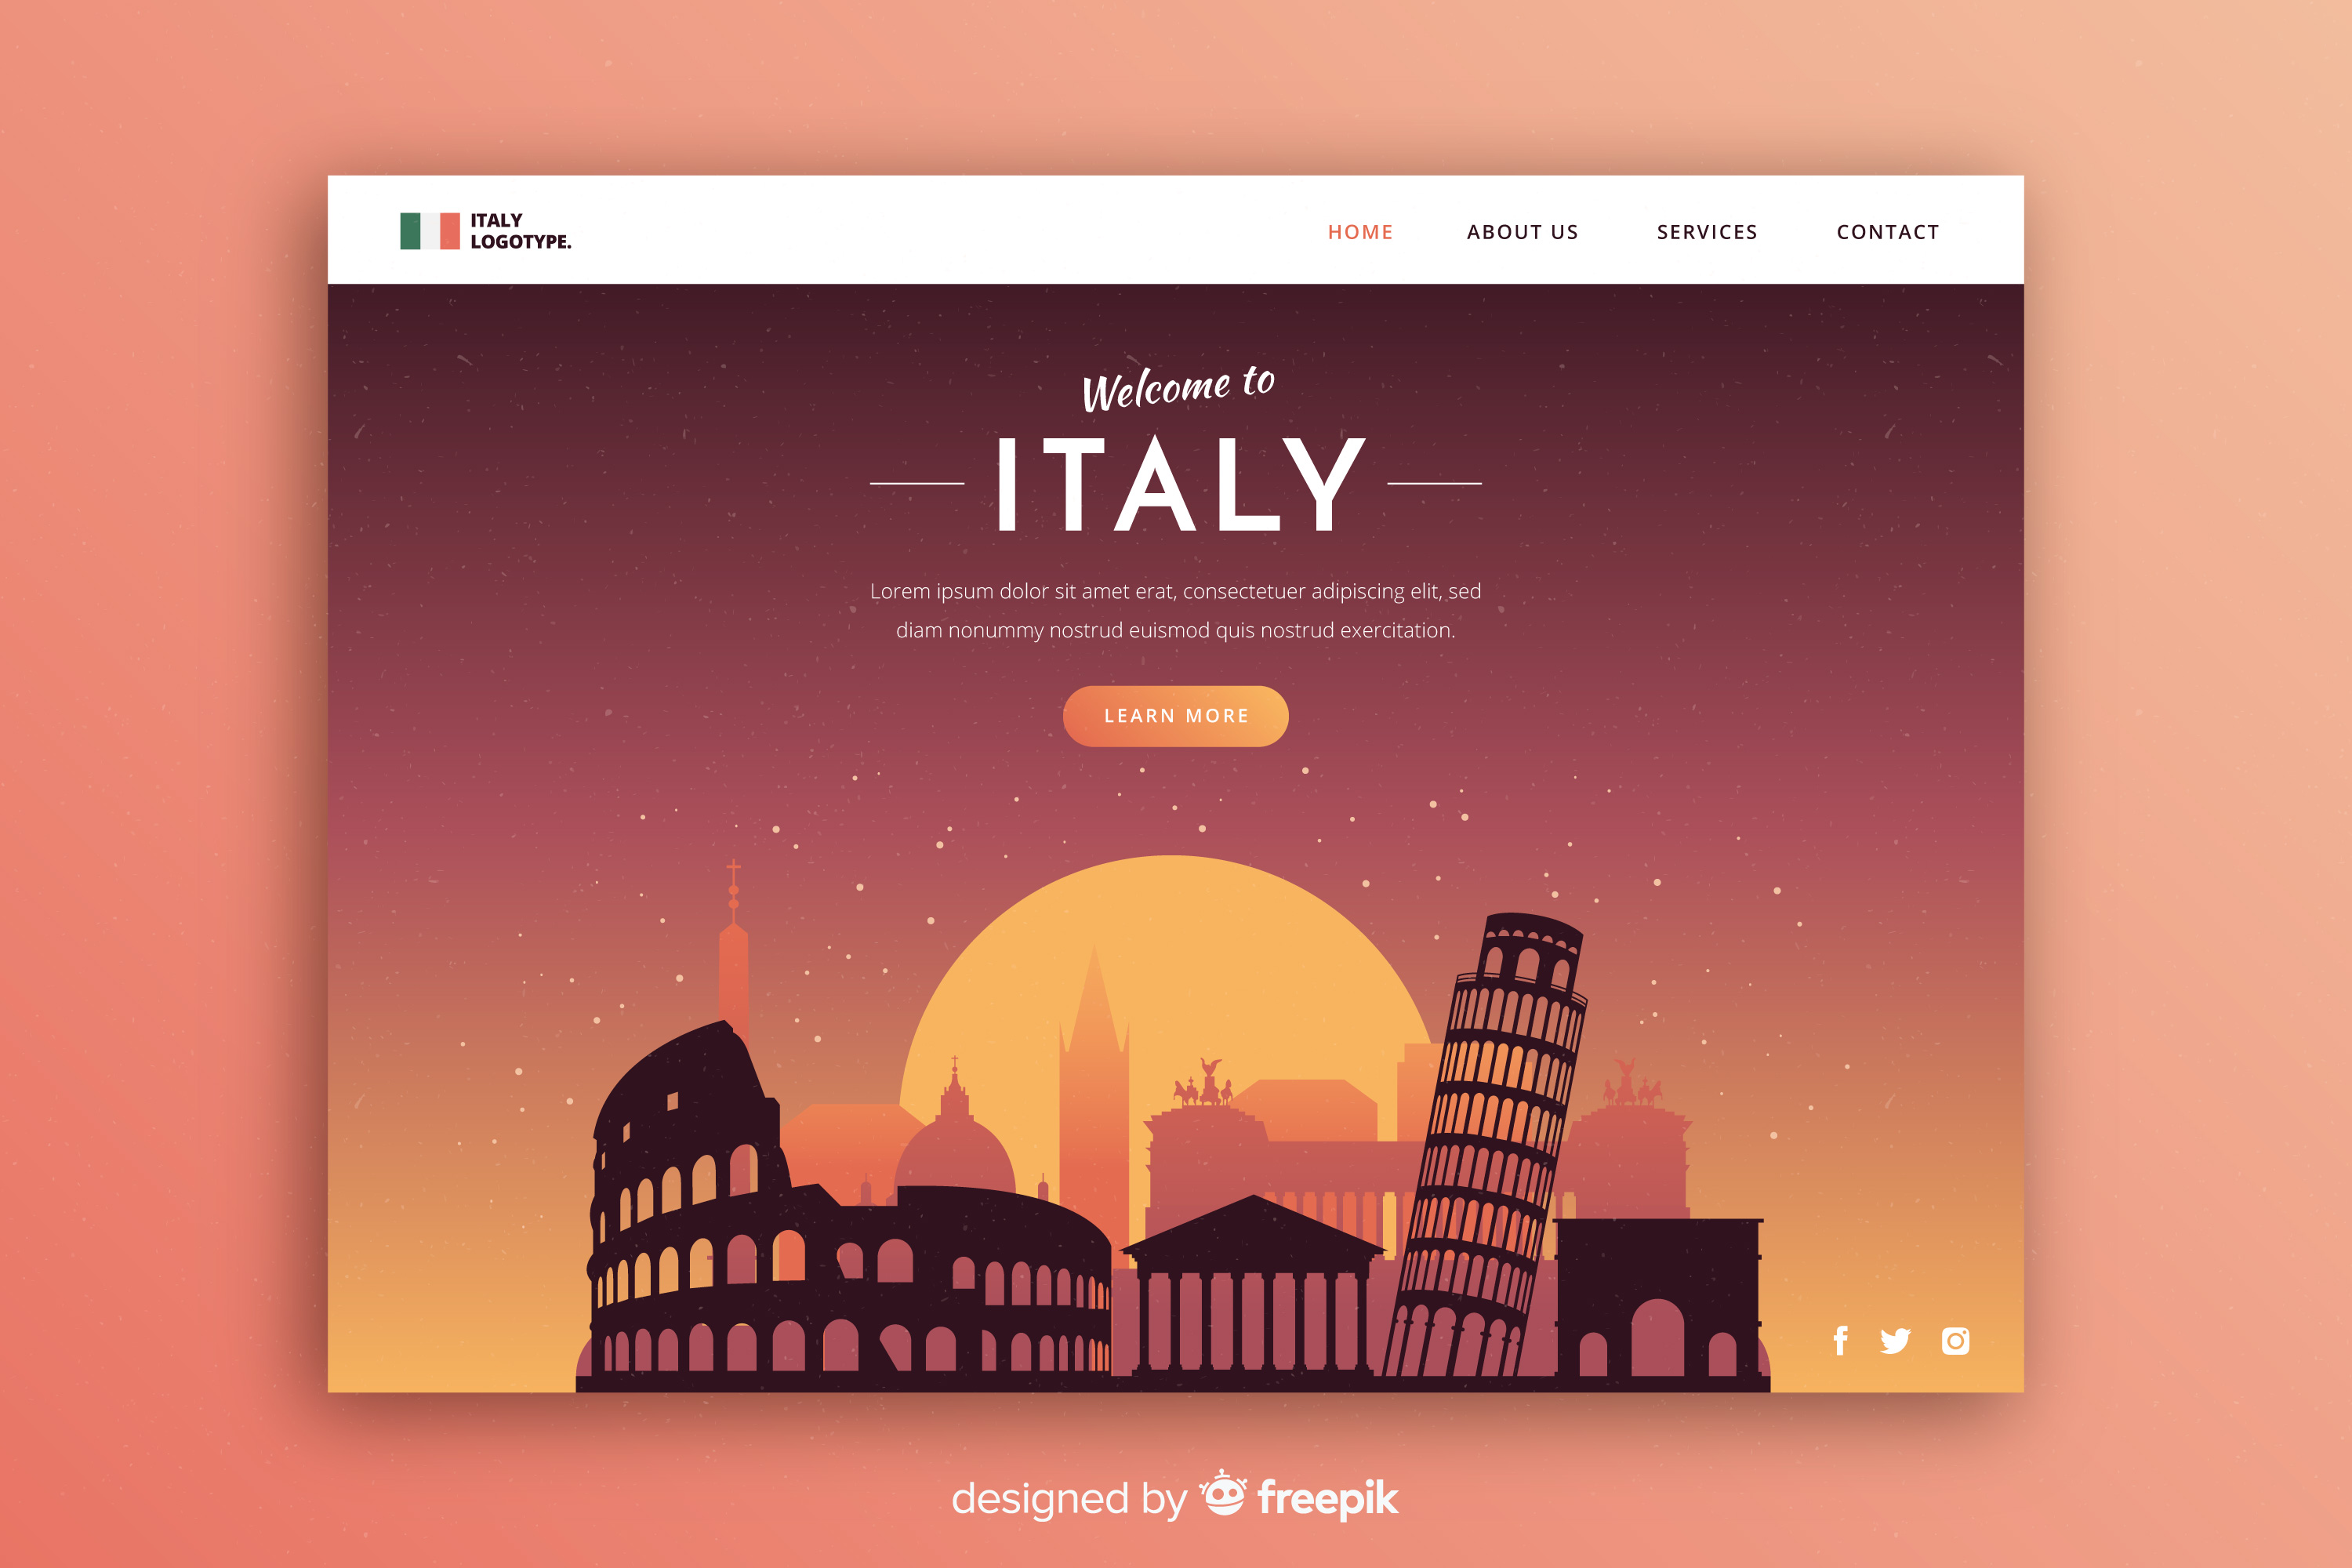 ITALY
LOGOTYPE.
HOME ABOUT US SERVICES CONTACT
Welcome to
ITALY
Lorem ipsum dolor sit amet erat, consectetuer adipiscing elit, sed
diam nonummy nostrud euismod quis nostrud exercitation.
LEARN MORE
designed by freepik